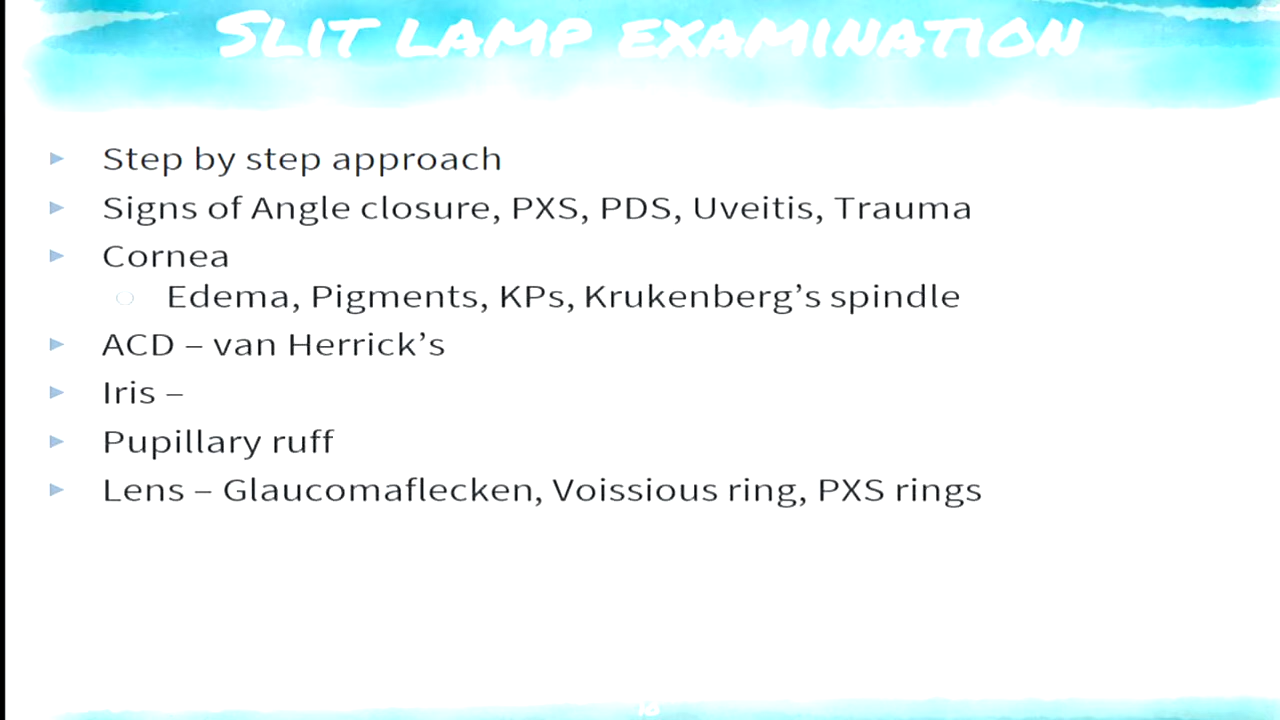 SLIT LAMP EXAMINATION
Step by step approach
Signs of Angle closure, PXS, PDS, Uveitis, Trauma
Cornea
Edema, Pigments, KPs, Krukenberg’s spindle
ACD – van Herrick’s
Iris –
Pupillary ruff
Lens – Glaucomaflecken, Voissious ring, PXS rings